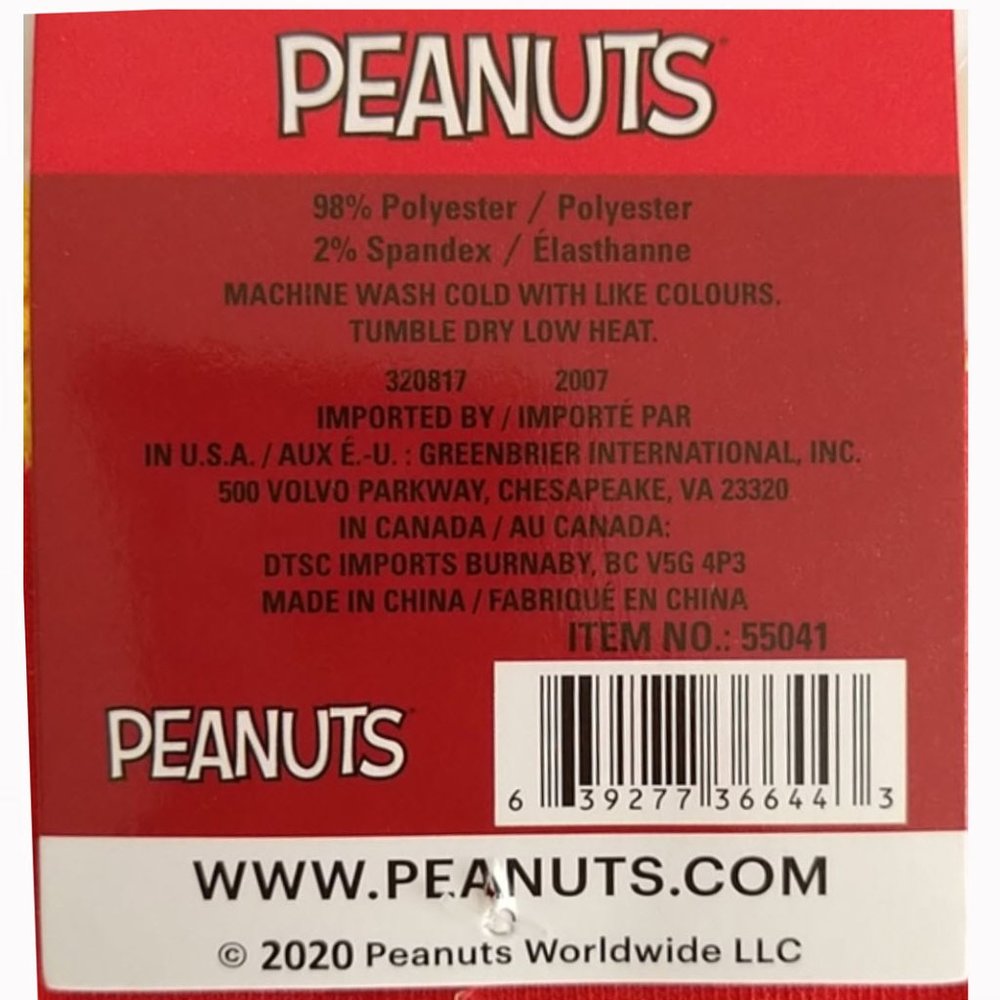 PEANUTS
98% Polyester / Polyester
2% Spandex / Élasthanne
MACHINE WASH COLD WITH LIKE COLOURS.
TUMBLE DRY LOW HEAT.
320817 2007
IMPORTED BY / IMPORTÉ PAR
IN U.S.A. / AUX É.-U. : GREENBRIER INTERNATIONAL, INC.
500 VOLVO PARKWAY, CHESAPEAKE, VA 23320
IN CANADA / AU CANADA:
DTSC IMPORTS BURNABY, BC V5G 4P3
MADE IN CHINA / FABRIQUÉ EN CHINA
ITEM NO.: 55041
PEANUTS
6 39277 36644 3
WWW.PEANUTS.COM
© 2020 Peanuts Worldwide LLC